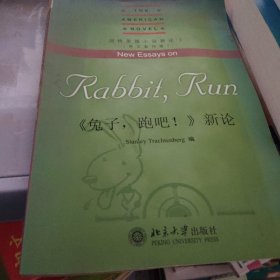 THE
AMERICAN
NOVEL
New Essays on
Rabbit, Run
《兔子，跑吧！》新论
Stanley Trachtenberg 编
北京大学出版社
PEKING UNIVERSITY PRESS